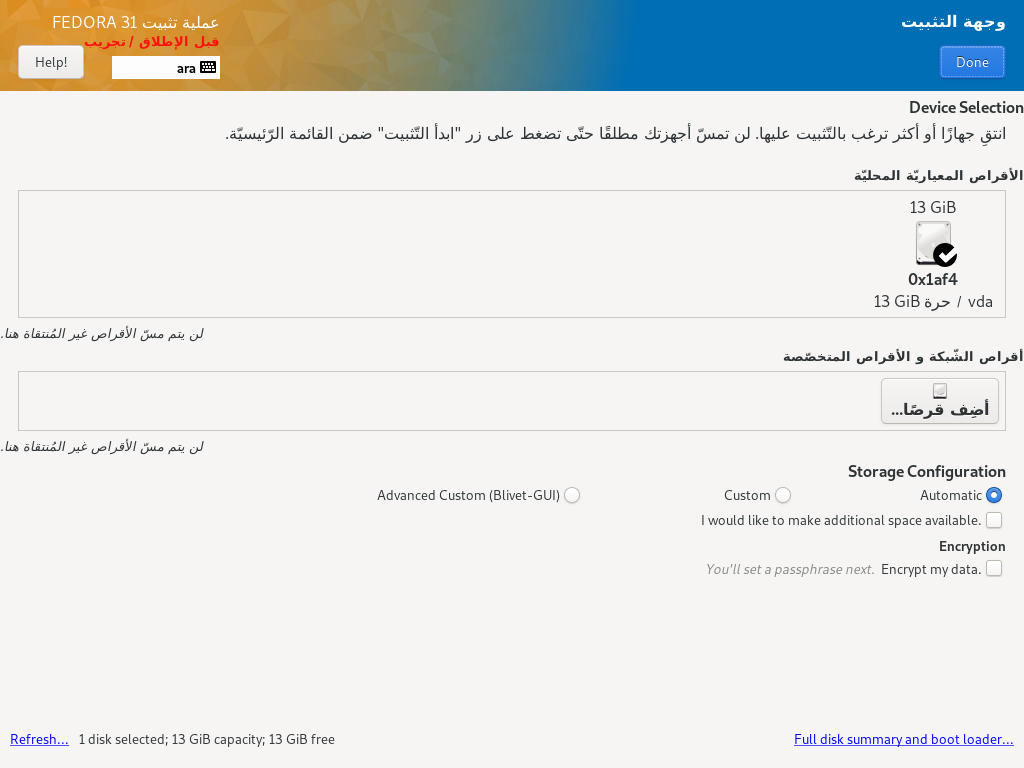 وجهة التثبيت
عملية تثبيت FEDORA 31
قبل الإطلاق / تجريب
Done
ara
Help!
Device Selection
انتقِ جهازًا أو أكثر ترغب بالتّثبيت عليها. لن تمسّ أجهزتك مطلقًا حتّى تضغط على زر "ابدأ التّثبيت" ضمن القائمة الرّئيسيّة.
الأقراص المعياريّة المحليّة
13 GiB
0x1af4
vda / حرة 13 GiB
لن يتم مسّ الأقراص غير المُنتقاة هنا.
أقراص الشّبكة و الأقراص المتخصّصة
أضِف قرصًا...
لن يتم مسّ الأقراص غير المُنتقاة هنا.
Storage Configuration
Automatic
Custom
Advanced Custom (Blivet-GUI)
I would like to make additional space available.
Encryption
Encrypt my data.
You'll set a passphrase next.
Full disk summary and boot loader...
1 disk selected; 13 GiB capacity; 13 GiB free
Refresh...